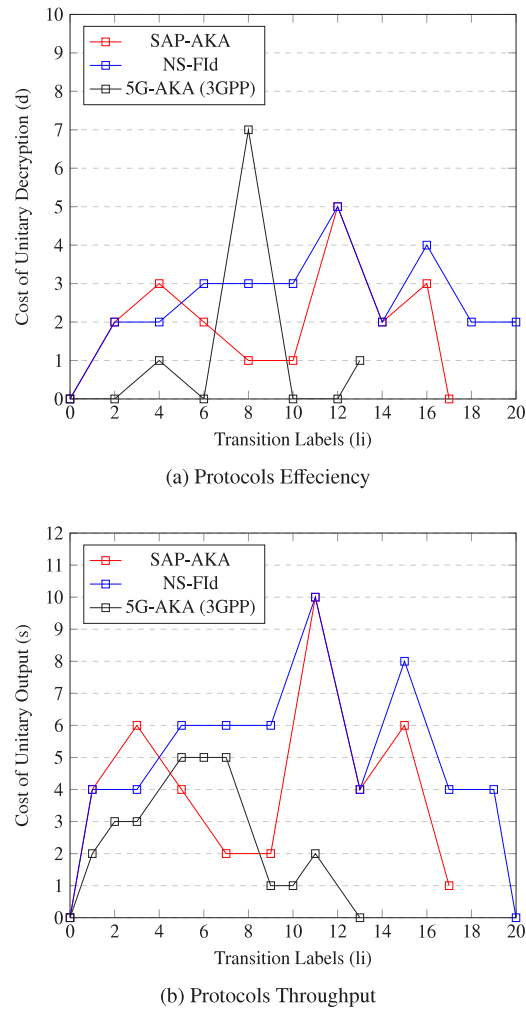 10
9
8
7
6
5
4
3
2
1
0
Cost of Unitary Decryption (d)
SAP-AKA
NS-FId
5G-AKA (3GPP)
0 2 4 6 8 10 12 14 16 18 20
Transition Labels (li)
(a) Protocols Effeciency
12
11
10
9
8
7
6
5
4
3
2
1
0
Cost of Unitary Output (s)
SAP-AKA
NS-FId
5G-AKA (3GPP)
0 2 4 6 8 10 12 14 16 18 20
Transition Labels (li)
(b) Protocols Throughput